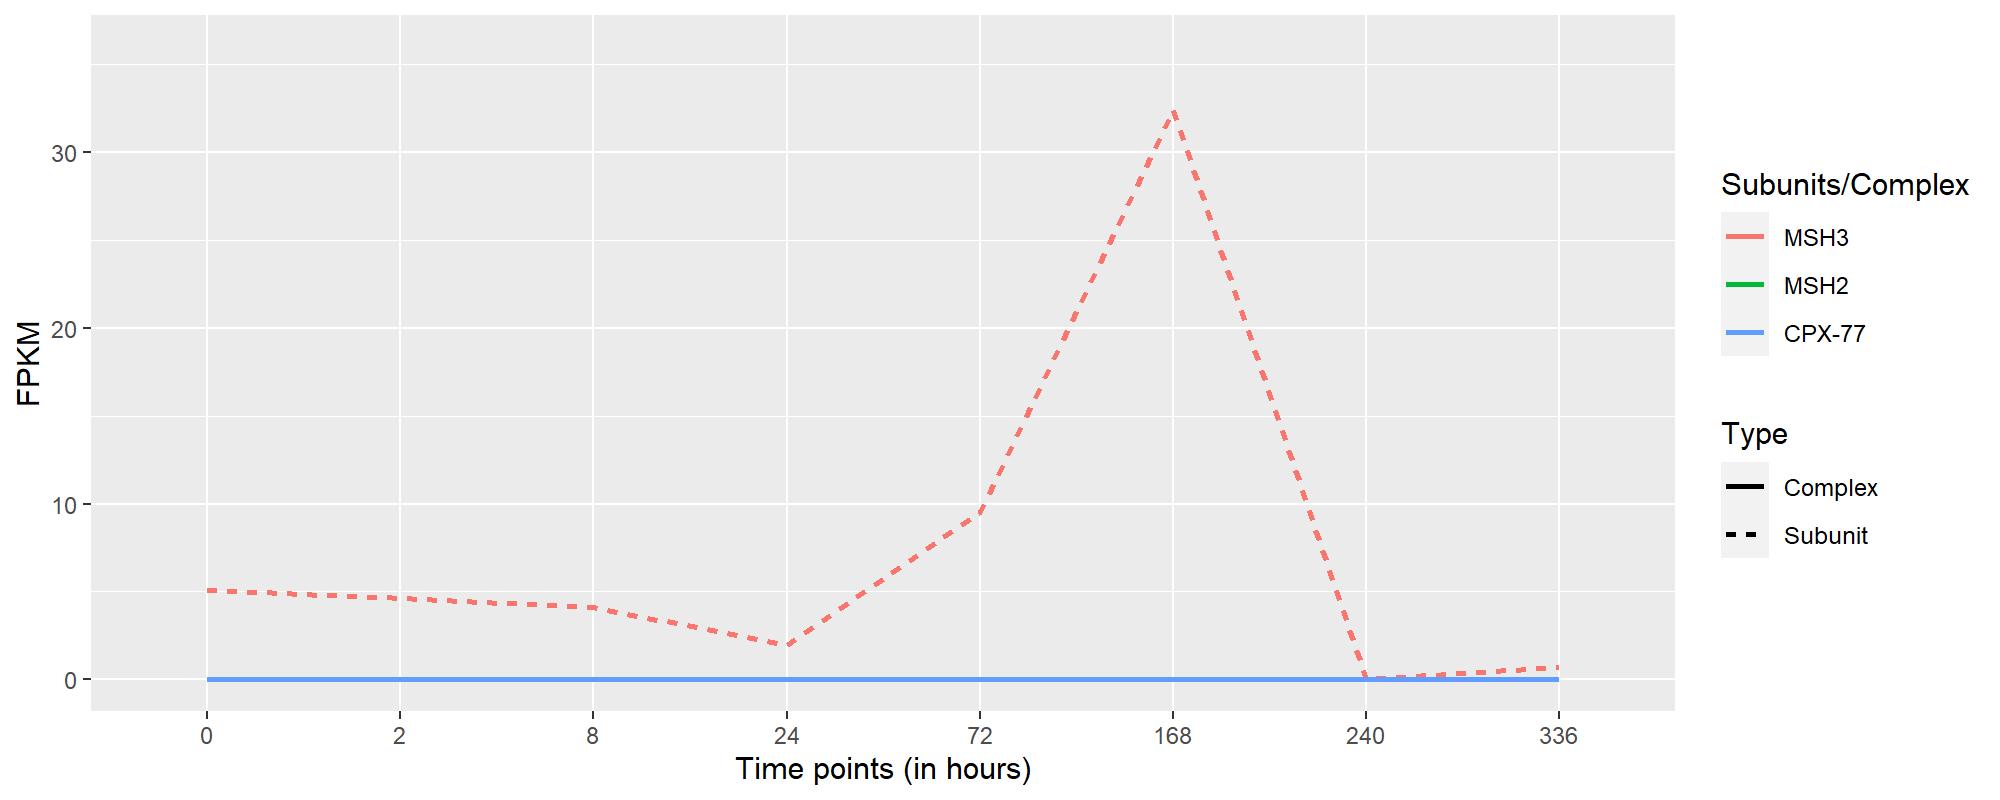 30
20
10
0
FPKM
0 2 8 24 72 168 240 336
Time points (in hours)
Subunits/Complex
MSH3
MSH2
CPX-77
Type
Complex
Subunit